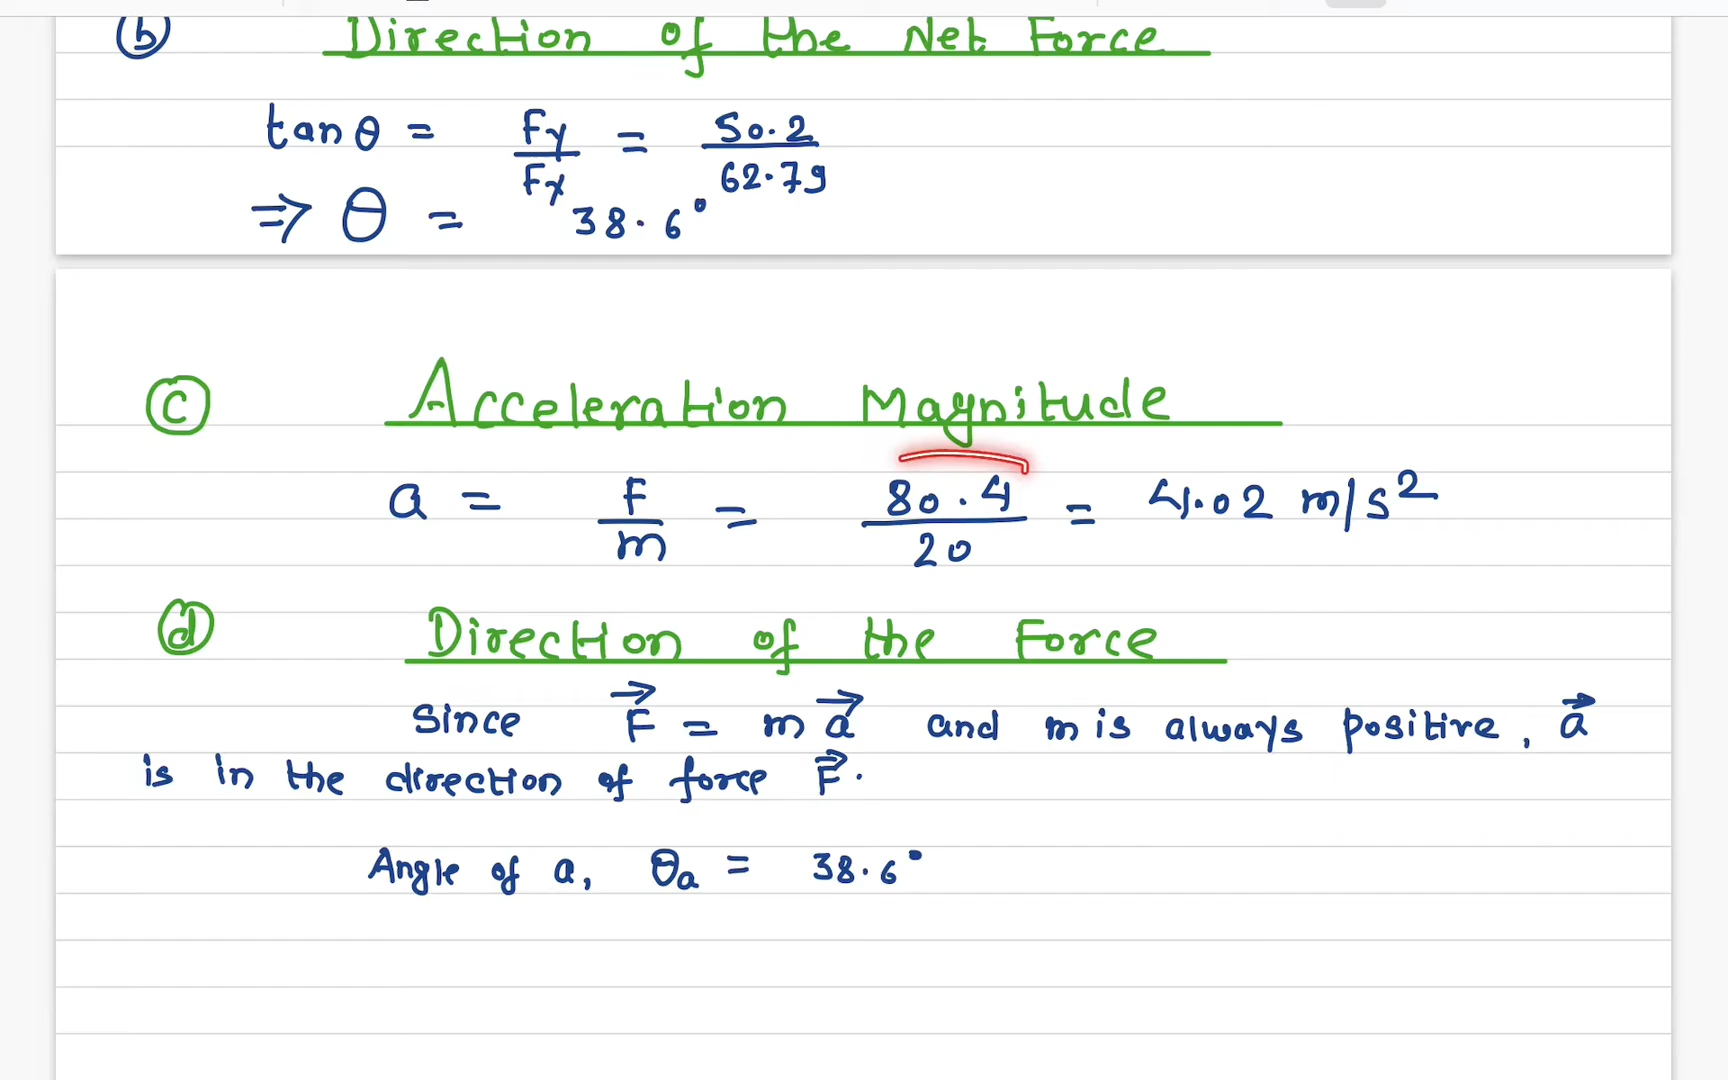 (b) Direction of the Net Force
tanθ = Fy/Fx = 50.2/62.79
⇒ θ = 38.6°
(c) Acceleration Magnitude
a = F/m = 80.4/20 = 4.02 m/s²
(d) Direction of the Force
Since F⃗ = m a⃗ and m is always positive, a⃗
is in the direction of force F⃗.
Angle of a, θa = 38.6°